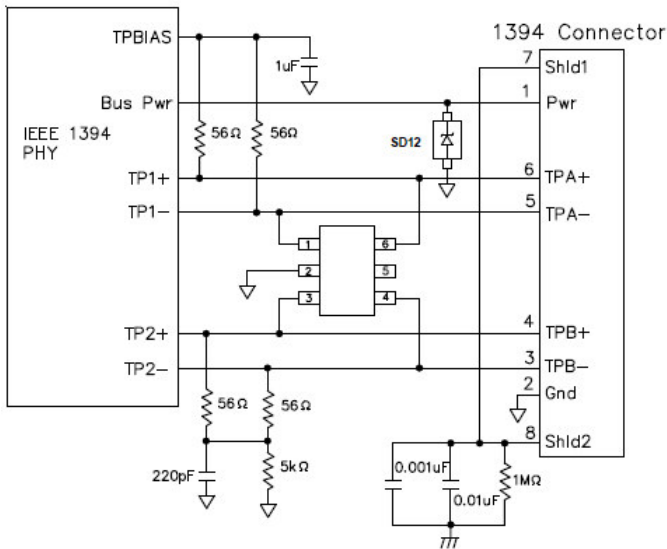 1394 Connector
TPBIAS
1uF
7
Shld1
Bus Pwr
1
Pwr
IEEE 1394
PHY
56Ω
56Ω
SD12
TP1+
6
TPA+
TP1-
5
TPA-
1
6
2
5
3
4
TP2+
4
TPB+
TP2-
3
TPB-
2
Gnd
56Ω
56Ω
8
Shld2
220pF
5kΩ
0.001uF
0.01uF
1MΩ